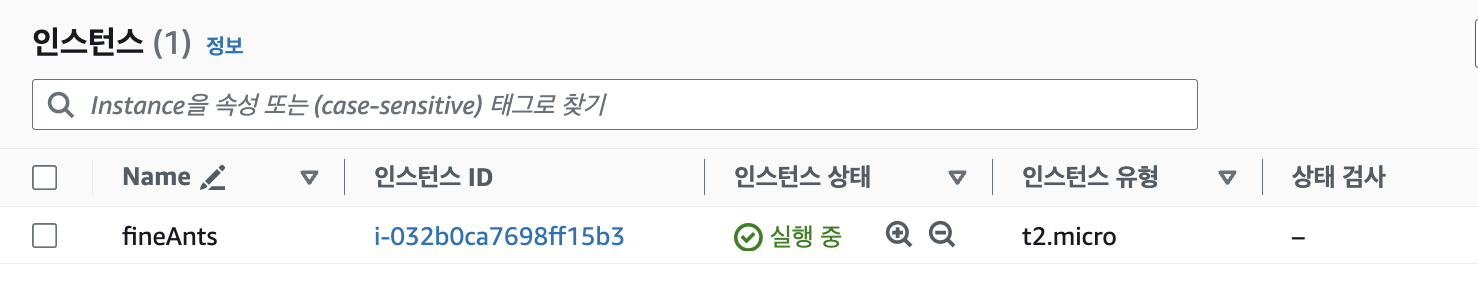 인스턴스 (1) 정보
Instance을 속성 또는 (case-sensitive) 태그로 찾기
Name 인스턴스 ID 인스턴스 상태 인스턴스 유형 상태 검사
fineAnts i-032b0ca7698ff15b3 실행 중 t2.micro –